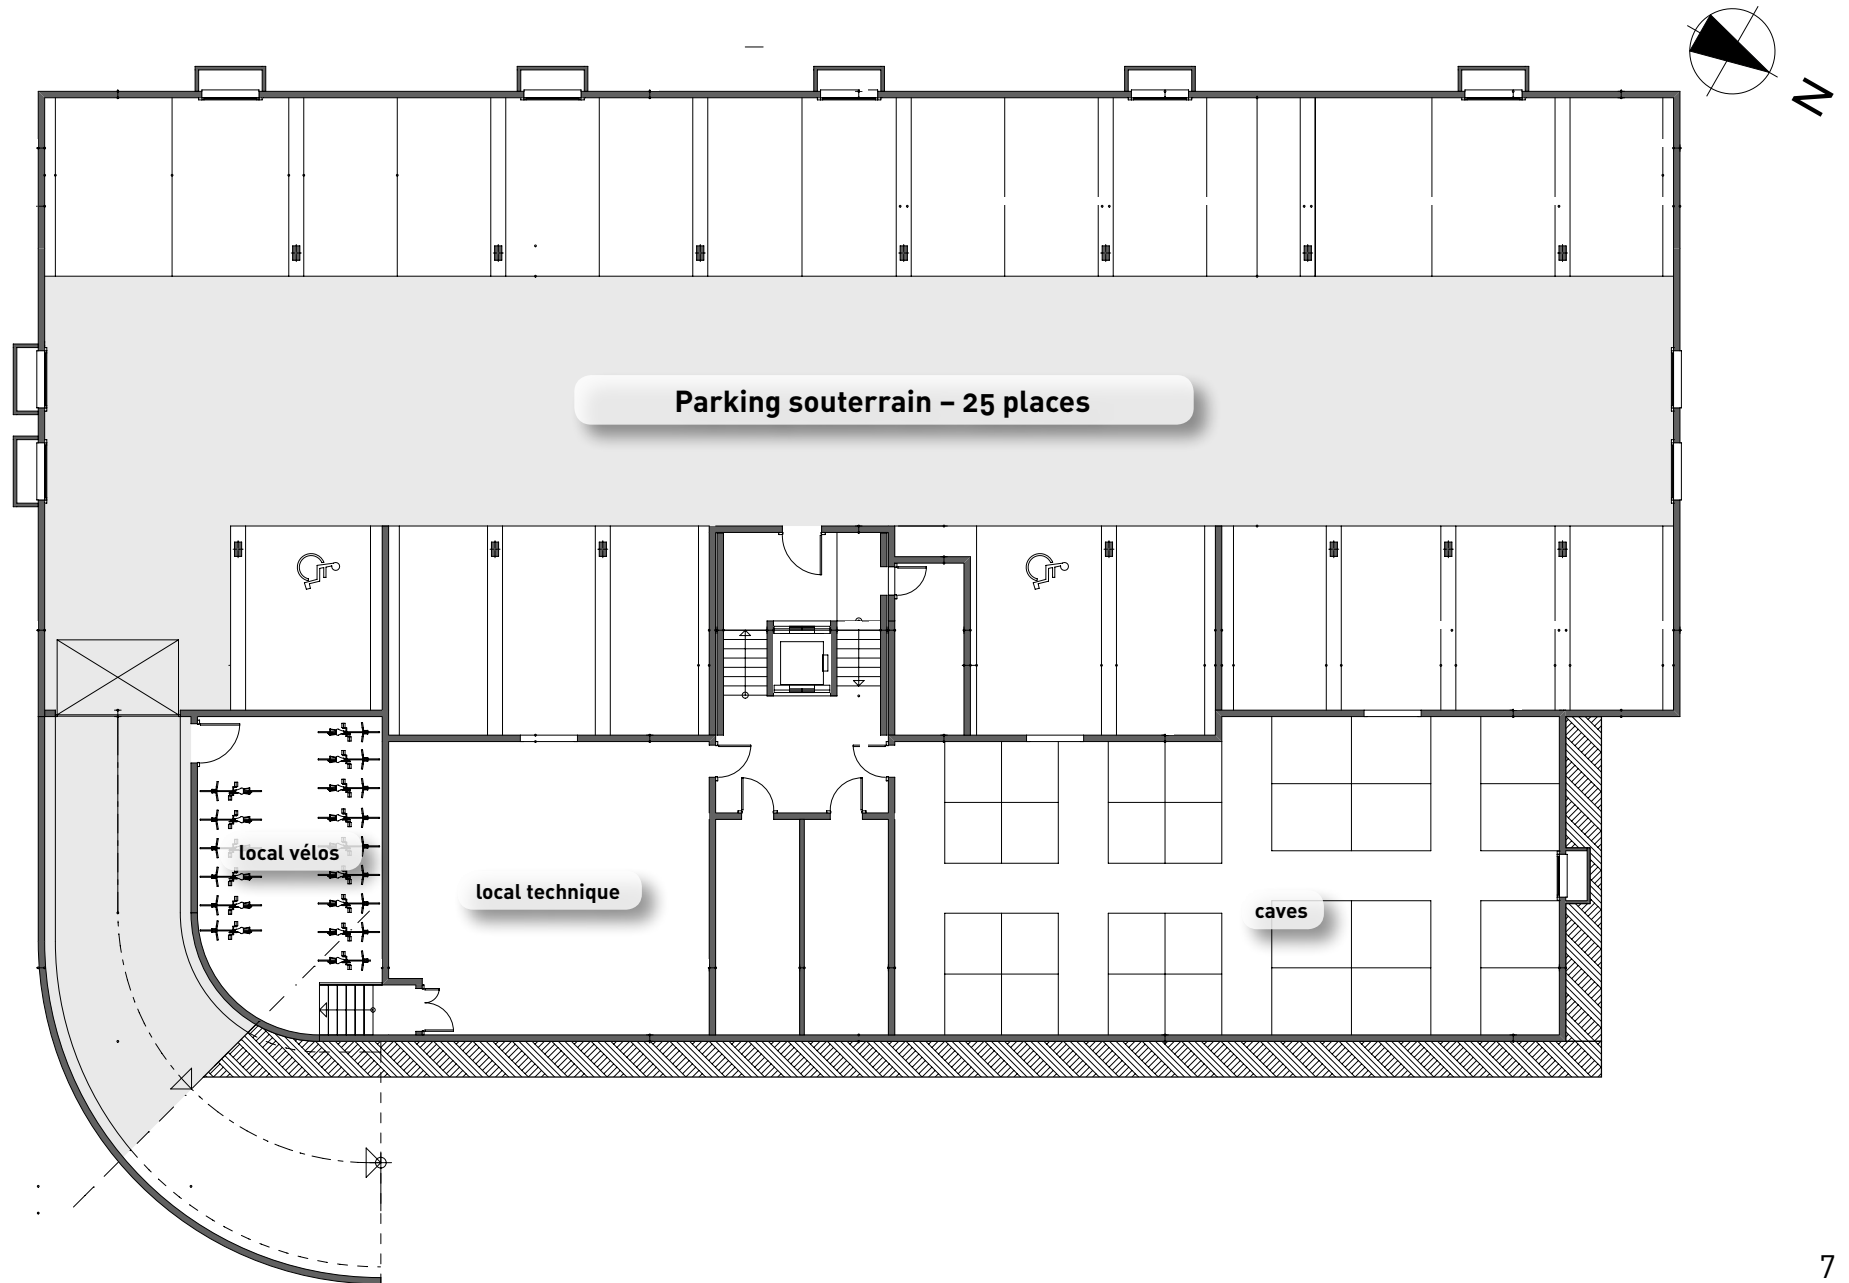 N
Parking souterrain – 25 places
local vélos
local technique
caves
7